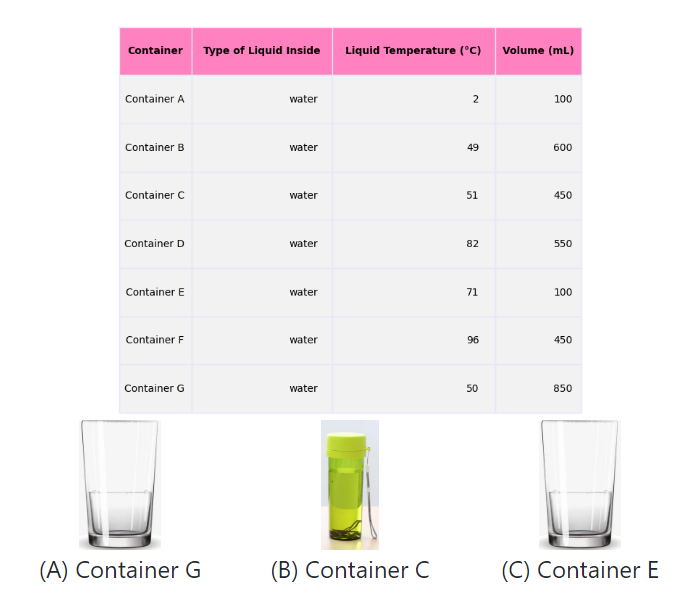 Container Type of Liquid Inside Liquid Temperature (°C) Volume (mL)
Container A water 2 100
Container B water 49 600
Container C water 51 450
Container D water 82 550
Container E water 71 100
Container F water 96 450
Container G water 50 850
(A) Container G (B) Container C (C) Container E